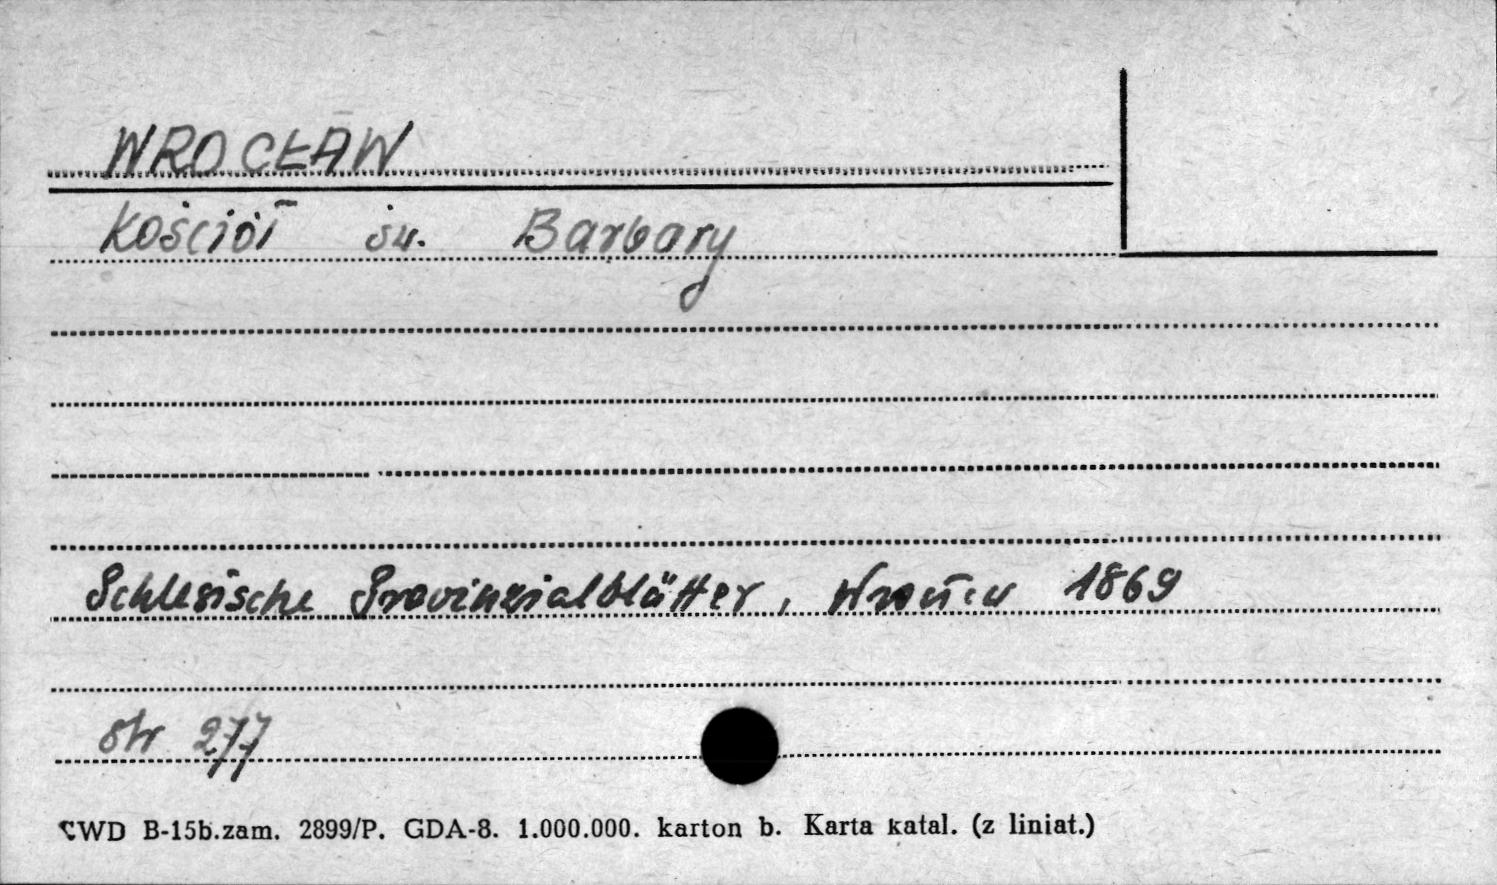 WROCŁAW
Kościół św. Barbary
Schlesische Provinzialblätter, 1869
str 277
CWD B-15b.zam. 2899/P. GDA-8. 1.000.000. karton b. Karta katal. (z liniat.)